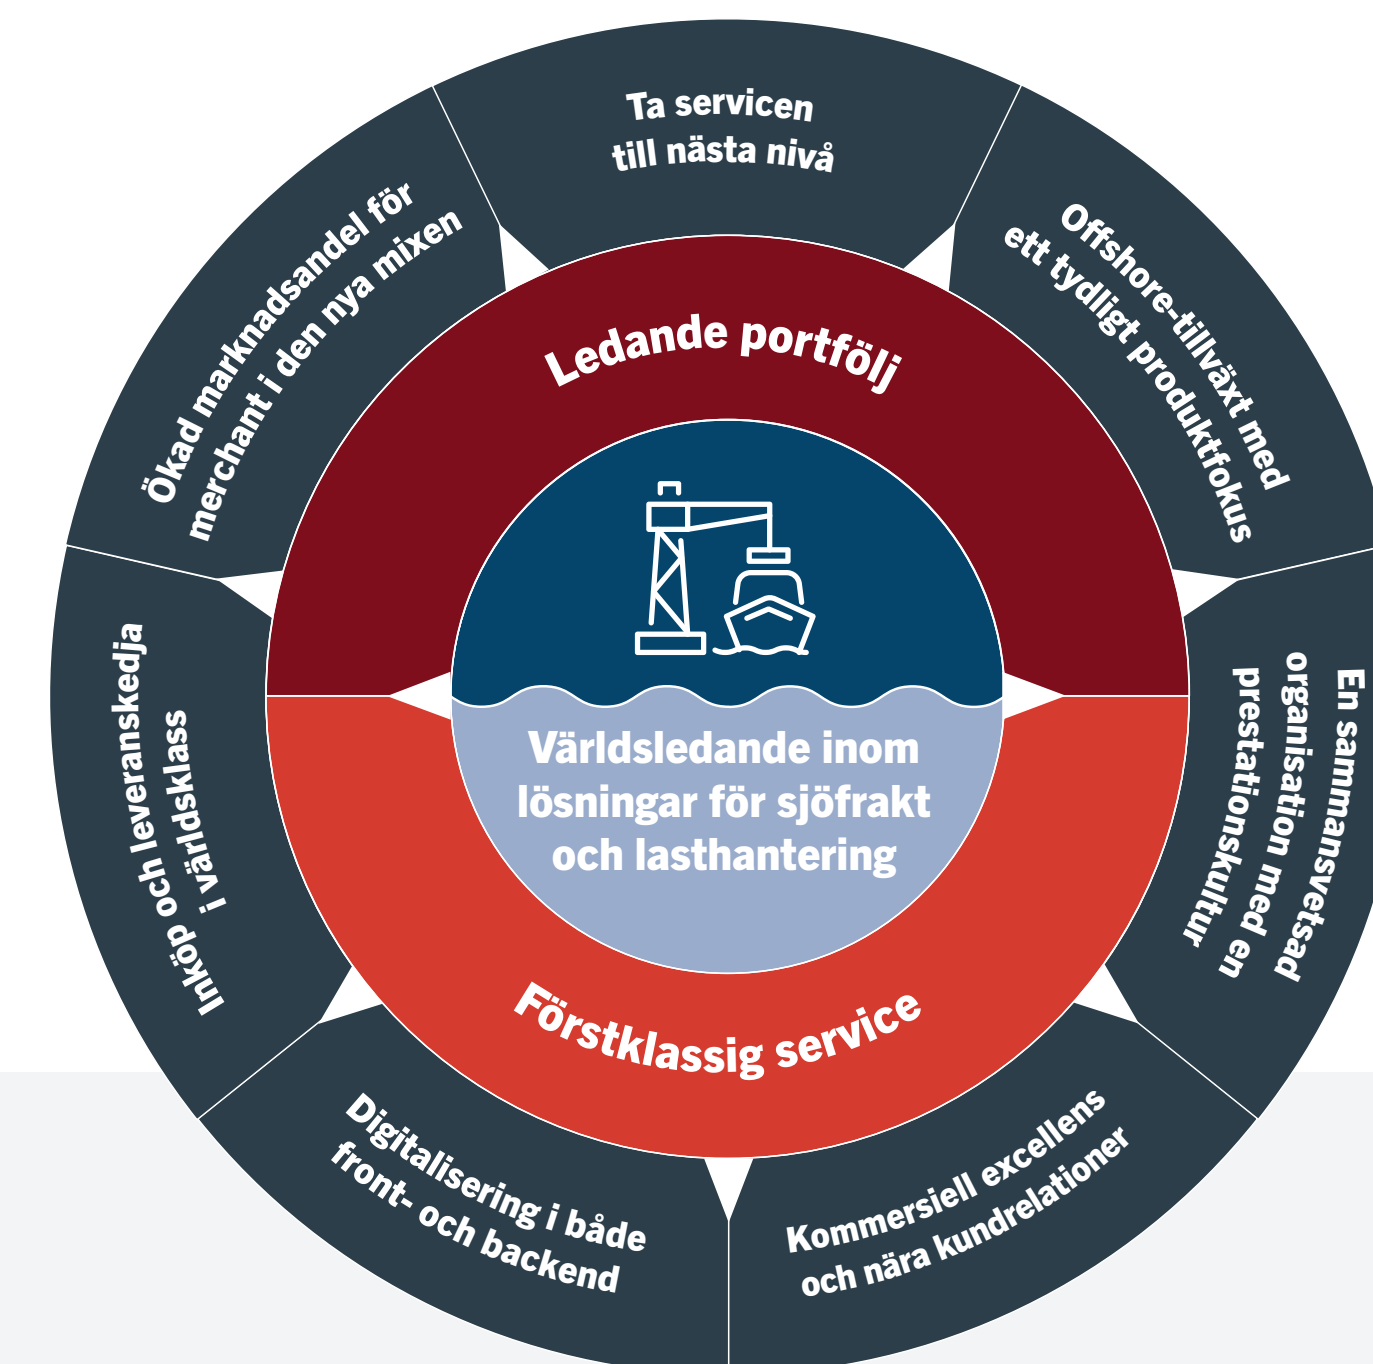 Ta servicen
till nästa nivå
Offshore-tillväxt med
ett tydligt produktfokus
En sammansvetsad
organisation med en
prestationskultur
Kommersiell excellens
och nära kundrelationer
Digitalisering i både
front- och backend
Inköp och leveranskedja
i världsklass
Ökad marknadsandel för
merchant i den nya mixen
Ledande portfölj
Världsledande inom
lösningar för sjöfrakt
och lasthantering
Förstklassig service